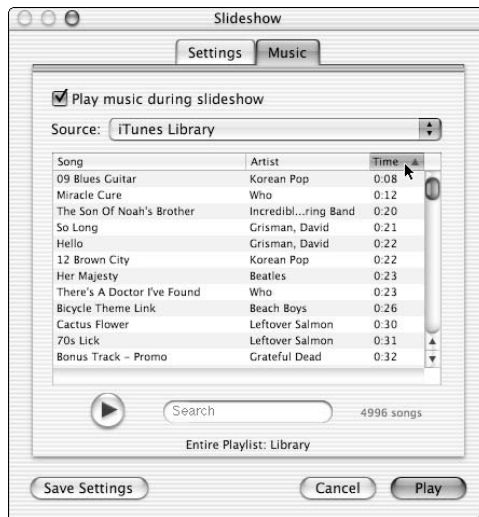 Slideshow
Settings Music
Play music during slideshow
Source: iTunes Library
Song Artist Time
09 Blues Guitar Korean Pop 0:08
Miracle Cure Who 0:12
The Son Of Noah's Brother Incredibl...ring Band 0:20
So Long Grisman, David 0:21
Hello Grisman, David 0:22
12 Brown City Korean Pop 0:22
Her Majesty Beatles 0:23
There's A Doctor I've Found Who 0:23
Bicycle Theme Link Beach Boys 0:26
Cactus Flower Leftover Salmon 0:30
70s Lick Leftover Salmon 0:31
Bonus Track – Promo Grateful Dead 0:32
Search 4996 songs
Entire Playlist: Library
Save Settings Cancel Play